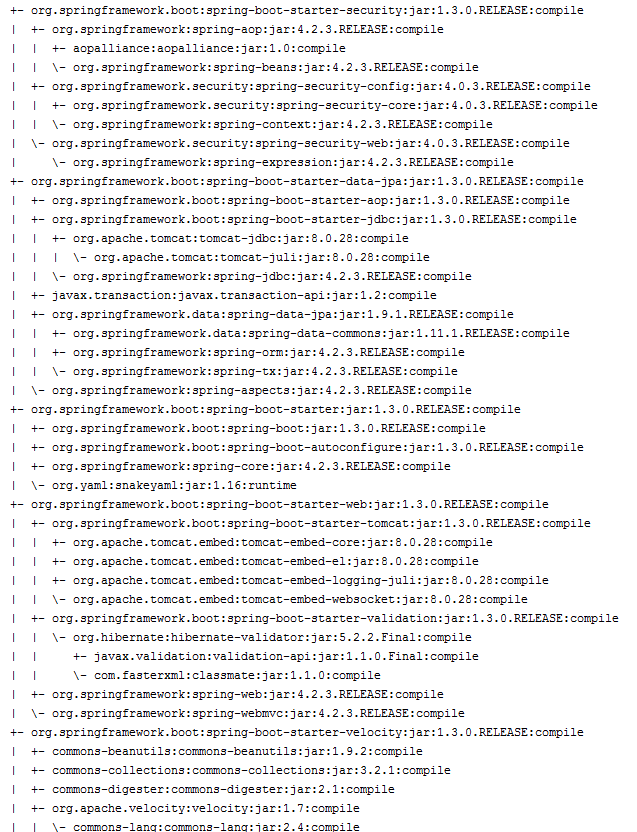 +- org.springframework.boot:spring-boot-starter-security:jar:1.3.0.RELEASE:compile
|  +- org.springframework:spring-aop:jar:4.2.3.RELEASE:compile
|  |  +- aopalliance:aopalliance:jar:1.0:compile
|  |  \- org.springframework:spring-beans:jar:4.2.3.RELEASE:compile
|  +- org.springframework.security:spring-security-config:jar:4.0.3.RELEASE:compile
|  |  +- org.springframework.security:spring-security-core:jar:4.0.3.RELEASE:compile
|  |  \- org.springframework:spring-context:jar:4.2.3.RELEASE:compile
|  \- org.springframework.security:spring-security-web:jar:4.0.3.RELEASE:compile
|     \- org.springframework:spring-expression:jar:4.2.3.RELEASE:compile
+- org.springframework.boot:spring-boot-starter-data-jpa:jar:1.3.0.RELEASE:compile
|  +- org.springframework.boot:spring-boot-starter-aop:jar:1.3.0.RELEASE:compile
|  +- org.springframework.boot:spring-boot-starter-jdbc:jar:1.3.0.RELEASE:compile
|  |  +- org.apache.tomcat:tomcat-jdbc:jar:8.0.28:compile
|  |  |  \- org.apache.tomcat:tomcat-juli:jar:8.0.28:compile
|  |  \- org.springframework:spring-jdbc:jar:4.2.3.RELEASE:compile
|  +- javax.transaction:javax.transaction-api:jar:1.2:compile
|  +- org.springframework.data:spring-data-jpa:jar:1.9.1.RELEASE:compile
|  |  +- org.springframework.data:spring-data-commons:jar:1.11.1.RELEASE:compile
|  |  +- org.springframework:spring-orm:jar:4.2.3.RELEASE:compile
|  |  \- org.springframework:spring-tx:jar:4.2.3.RELEASE:compile
|  \- org.springframework:spring-aspects:jar:4.2.3.RELEASE:compile
+- org.springframework.boot:spring-boot-starter:jar:1.3.0.RELEASE:compile
|  +- org.springframework.boot:spring-boot:jar:1.3.0.RELEASE:compile
|  +- org.springframework.boot:spring-boot-autoconfigure:jar:1.3.0.RELEASE:compile
|  +- org.springframework:spring-core:jar:4.2.3.RELEASE:compile
|  \- org.yaml:snakeyaml:jar:1.16:runtime
+- org.springframework.boot:spring-boot-starter-web:jar:1.3.0.RELEASE:compile
|  +- org.springframework.boot:spring-boot-starter-tomcat:jar:1.3.0.RELEASE:compile
|  |  +- org.apache.tomcat.embed:tomcat-embed-core:jar:8.0.28:compile
|  |  +- org.apache.tomcat.embed:tomcat-embed-el:jar:8.0.28:compile
|  |  +- org.apache.tomcat.embed:tomcat-embed-logging-juli:jar:8.0.28:compile
|  |  \- org.apache.tomcat.embed:tomcat-embed-websocket:jar:8.0.28:compile
|  +- org.springframework.boot:spring-boot-starter-validation:jar:1.3.0.RELEASE:compile
|  |  \- org.hibernate:hibernate-validator:jar:5.2.2.Final:compile
|  |     +- javax.validation:validation-api:jar:1.1.0.Final:compile
|  |     \- com.fasterxml:classmate:jar:1.1.0:compile
|  +- org.springframework:spring-web:jar:4.2.3.RELEASE:compile
|  \- org.springframework:spring-webmvc:jar:4.2.3.RELEASE:compile
+- org.springframework.boot:spring-boot-starter-velocity:jar:1.3.0.RELEASE:compile
|  +- commons-beanutils:commons-beanutils:jar:1.9.2:compile
|  +- commons-collections:commons-collections:jar:3.2.1:compile
|  +- commons-digester:commons-digester:jar:2.1:compile
|  +- org.apache.velocity:velocity:jar:1.7:compile
|  |  \- commons-lang:commons-lang:jar:2.4:compile